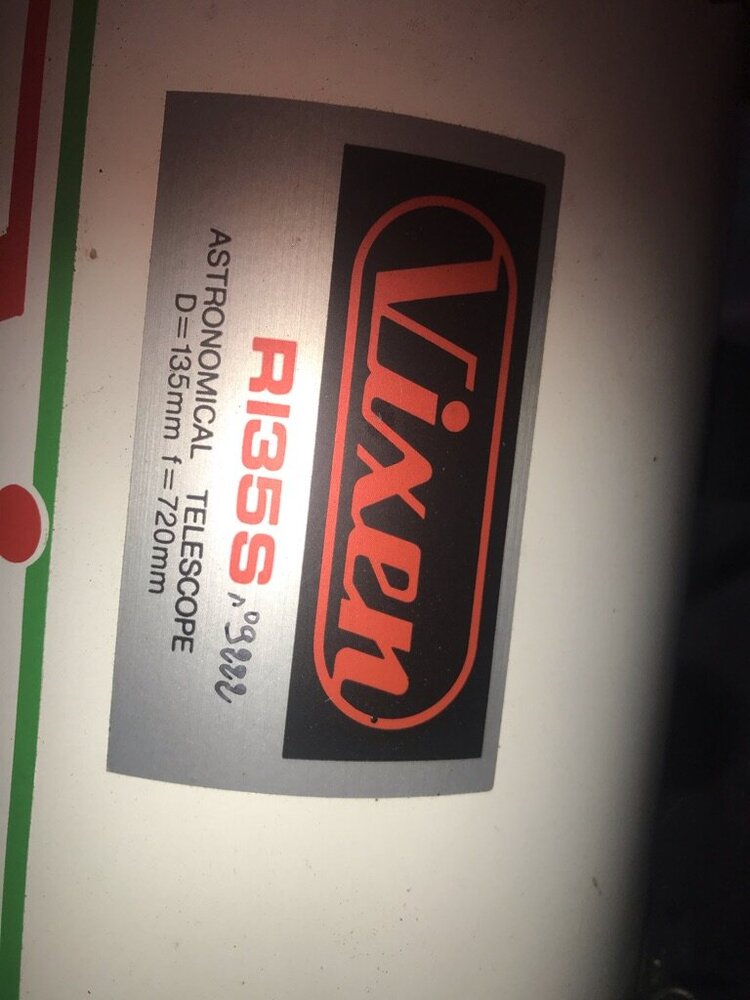 Vixen
R135S
ASTRONOMICAL TELESCOPE
D=135mm f=720mm